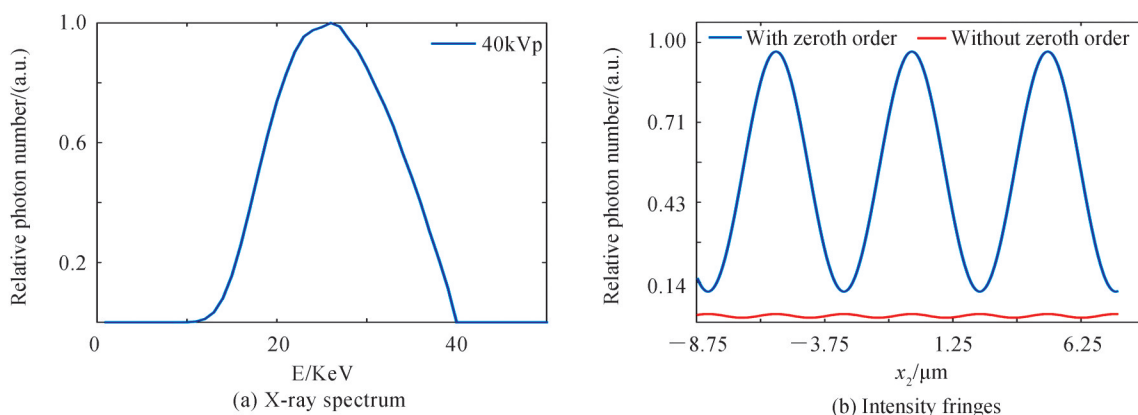 Relative photon number/(a.u.)
1.0
0.6
0.2
0
20
40
40kVp
E/KeV
(a) X-ray spectrum
Relative photon number/(a.u.)
1.00
0.71
0.43
0.14
With zeroth order
Without zeroth order
－8.75
－3.75
1.25
6.25
x₂/μm
(b) Intensity fringes